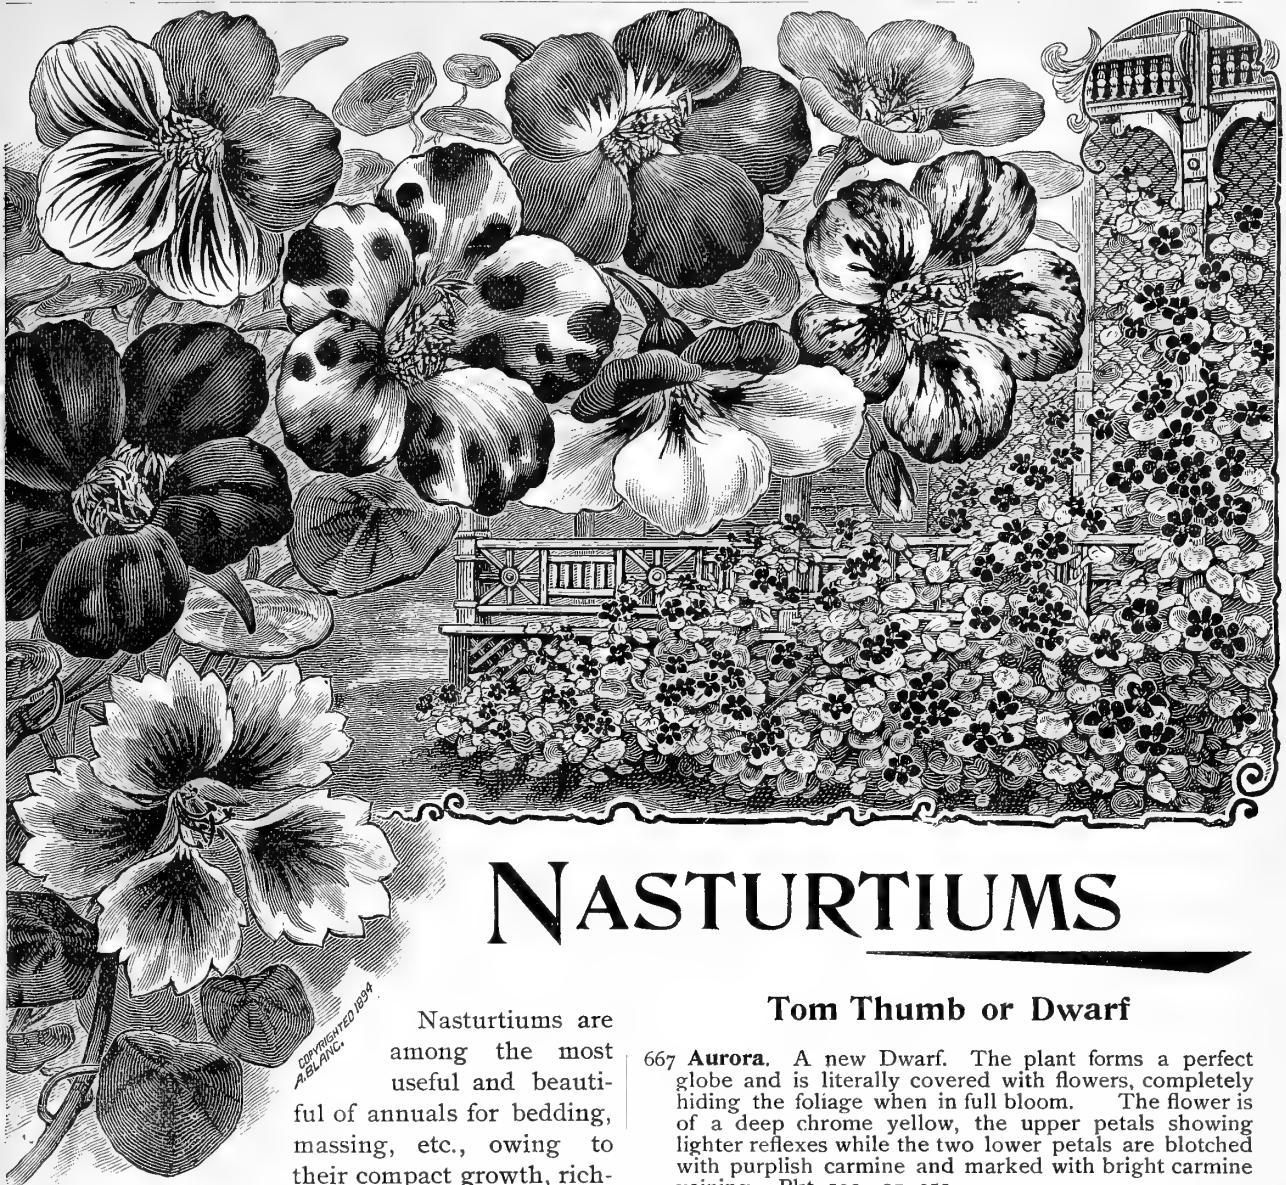 NASTURTIUMS
COPYRIGHTED 1894
A. BLANC.
Nasturtiums are
among the most
useful and beauti-
ful of annuals for bedding,
massing, etc., owing to
their compact growth, rich-
Tom Thumb or Dwarf
667 Aurora. A new Dwarf. The plant forms a perfect
globe and is literally covered with flowers, completely
hiding the foliage when in full bloom. The flower is
of a deep chrome yellow, the upper petals showing
lighter reflexes while the two lower petals are blotched
with purplish carmine and marked with bright carmine